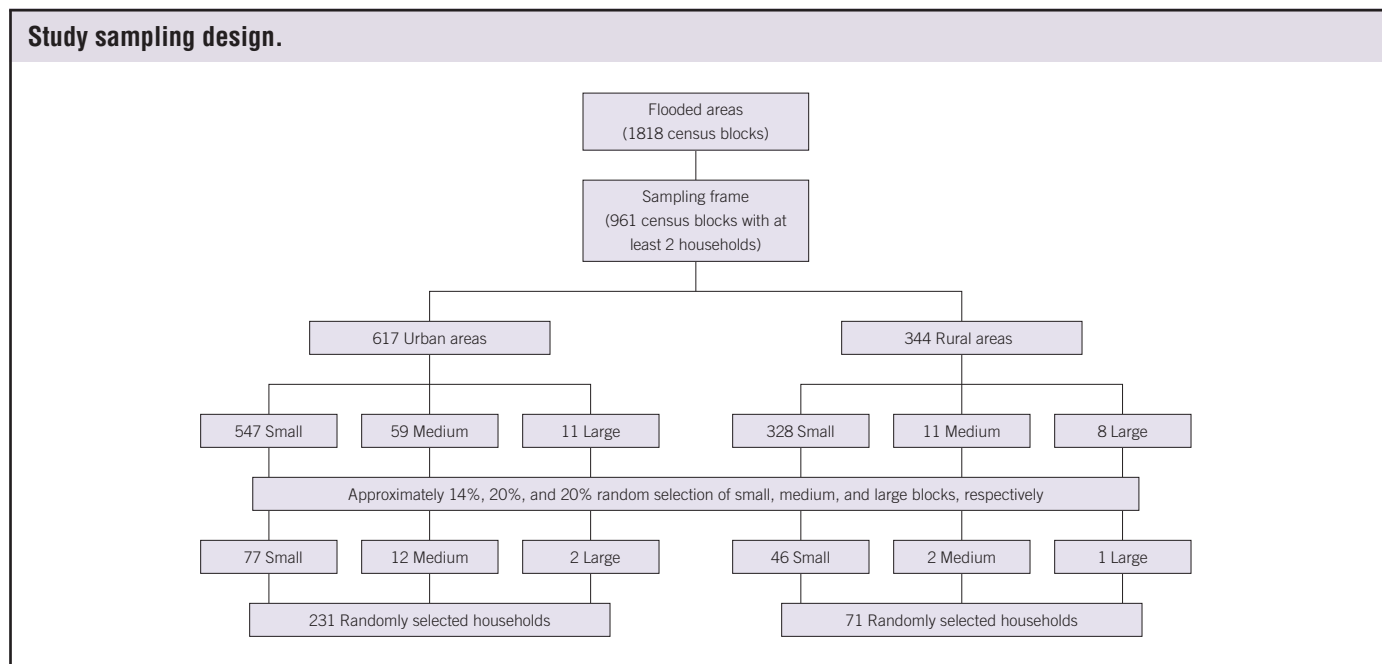 Study sampling design.
Flooded areas
(1818 census blocks)
Sampling frame
(961 census blocks with at
least 2 households)
617 Urban areas
344 Rural areas
547 Small
59 Medium
11 Large
328 Small
11 Medium
8 Large
Approximately 14%, 20%, and 20% random selection of small, medium, and large blocks, respectively
77 Small
12 Medium
2 Large
46 Small
2 Medium
1 Large
231 Randomly selected households
71 Randomly selected households